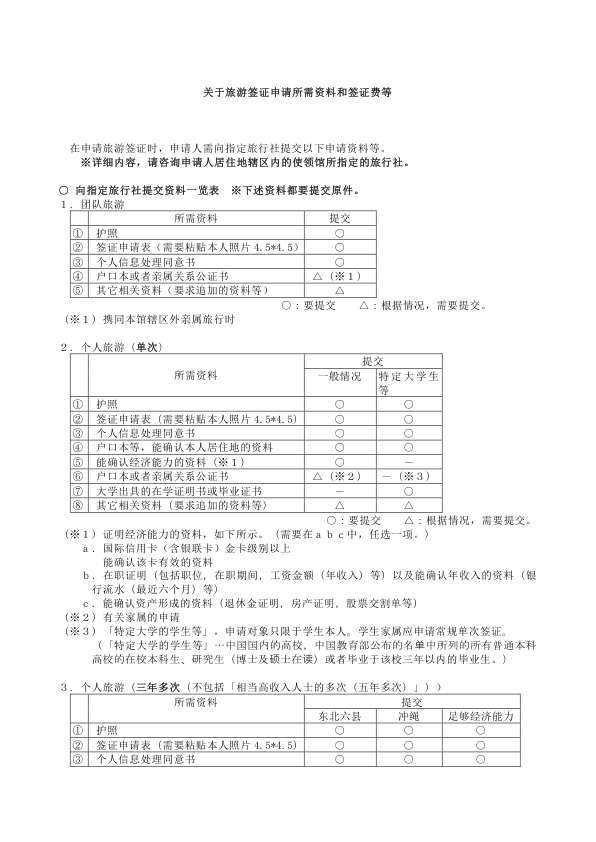 关于旅游签证申请所需资料和签证费等
在申请旅游签证时，申请人需向指定旅行社提交以下申请资料等。
※详细内容，请咨询申请人居住地辖区内的使领馆所指定的旅行社。
○ 向指定旅行社提交资料一览表　※下述资料都要提交原件。
１．团队旅游
所需资料　提交
① 护照　○
② 签证申请表（需要粘贴本人照片 4.5*4.5）　○
③ 个人信息处理同意书　○
④ 户口本或者亲属关系公证书　△（※１）
⑤ 其它相关资料（要求追加的资料等）　△
○：要提交　△：根据情况，需要提交。
（※１）携同本馆辖区外亲属旅行时
２．个人旅游（单次）
所需资料　提交
一般情况　特定大学生等
① 护照　○　○
② 签证申请表（需要粘贴本人照片 4.5*4.5）　○　○
③ 个人信息处理同意书　○　○
④ 户口本等，能确认本人居住地的资料　○　○
⑤ 能确认经济能力的资料（※１）　○　－
⑥ 户口本或者亲属关系公证书　△（※２）　－（※３）
⑦ 大学出具的在学证明书或毕业证书　－　○
⑧ 其它相关资料（要求追加的资料等）　△　△
○：要提交　△：根据情况，需要提交。
（※１）证明经济能力的资料，如下所示。（需要在ａｂｃ中，任选一项。）
ａ．国际信用卡（含银联卡）金卡级别以上
能确认该卡有效的资料
ｂ．在职证明（包括职位，在职期间，工资金额（年收入）等）以及能确认年收入的资料（银
行流水（最近六个月）等）
ｃ．能确认资产形成的资料（退休金证明，房产证明，股票交割单等）
（※２）有关家属的申请
（※３）「特定大学的学生等」，申请对象只限于学生本人。学生家属应申请常规单次签证。
（「特定大学的学生等」…中国国内的高校，中国教育部公布的名单中所列的所有普通本科
高校的在校本科生、研究生（博士及硕士在读）或者毕业于该校三年以内的毕业生。）
３．个人旅游（三年多次（不包括「相当高收入人士的多次（五年多次）」））
所需资料　提交
东北六县　冲绳　足够经济能力
① 护照　○　○　○
② 签证申请表（需要粘贴本人照片 4.5*4.5）　○　○　○
③ 个人信息处理同意书　○　○　○